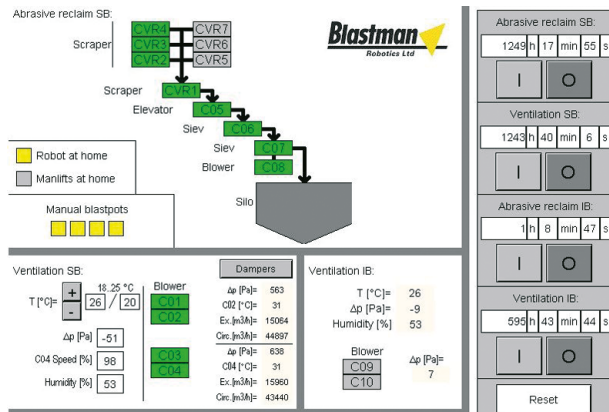 Abrasive reclaim SB:
CVR4 CVR7
Scraper CVR3 CVR6
CVR2 CVR5
Scraper CVR1
Elevator C05
Siev C06
Siev C07
Blower C08
Silo
Robot at home
Manlifts at home
Manual blastpots
Blastman
Robotics Ltd
Abrasive reclaim SB:
1249 h 17 min 55 s
I O
Ventilation SB:
1243 h 40 min 6 s
I O
Abrasive reclaim IB:
1 h 8 min 47 s
I O
Ventilation IB:
595 h 43 min 44 s
I O
Reset
Ventilation SB:
18..25 °C
T [°C]= + - 26 / 20
Δp [Pa] -51
C04 Speed [%] 98
Humidity [%] 53
Blower
C01
C02
C03
C04
Dampers
Δp [Pa]= 563
C02 [°C]= 31
Ex.[m3/h]= 15064
Circ.[m3/h]= 44897
Δp [Pa]= 638
C04 [°C]= 31
Ex.[m3/h]= 15960
Circ.[m3/h]= 43440
Ventilation IB:
T [°C]= 26
Δp [Pa]= -9
Humidity [%] 53
Blower
C09
C10
Δp [Pa]=
7